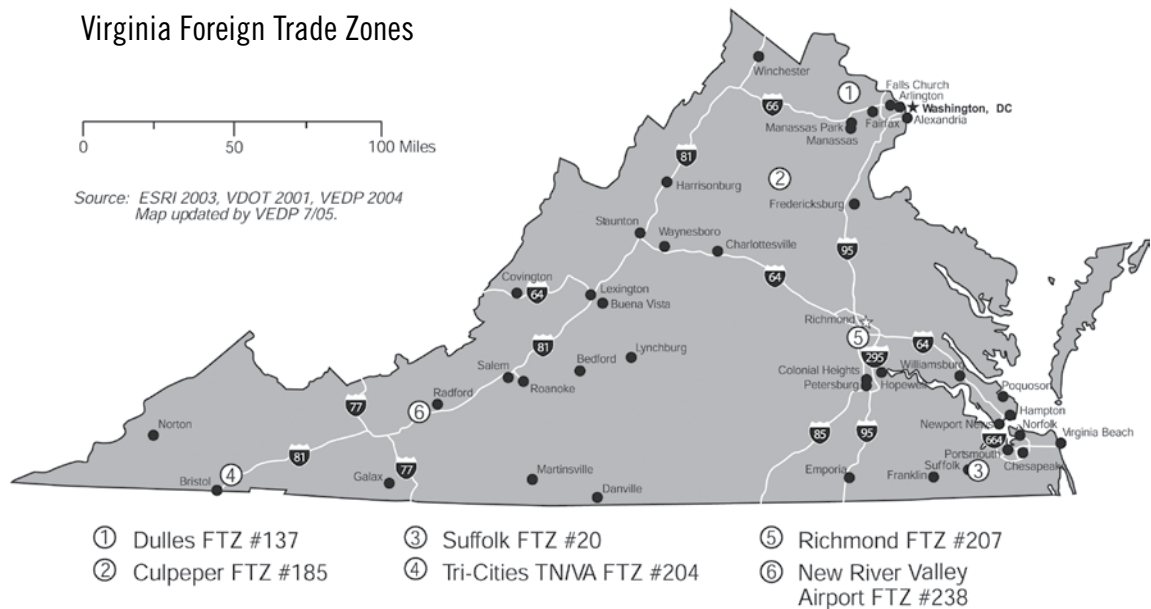 Virginia Foreign Trade Zones
0 50 100 Miles
Source: ESRI 2003, VDOT 2001, VEDP 2004
Map updated by VEDP 7/05.
Winchester
1
Falls Church
Arlington
Washington, DC
66
Fairfax
Alexandria
Manassas Park
Manassas
81
Harrisonburg
2
Fredericksburg
Staunton
Waynesboro
Charlottesville
95
64
Covington
64
Lexington
Buena Vista
Richmond
5
64
295
81
Lynchburg
Bedford
Salem
Roanoke
Colonial Heights
Petersburg
Hopewell
Williamsburg
Poquoson
Radford
77
6
Hampton
Newport News
Norfolk
Virginia Beach
Norton
85
95
664
Portsmouth
Chesapeak
81
77
4
Bristol
Galax
Martinsville
Danville
Emporia
Franklin
Suffolk
3
1 Dulles FTZ #137
2 Culpeper FTZ #185
3 Suffolk FTZ #20
4 Tri-Cities TN/VA FTZ #204
5 Richmond FTZ #207
6 New River Valley
Airport FTZ #238